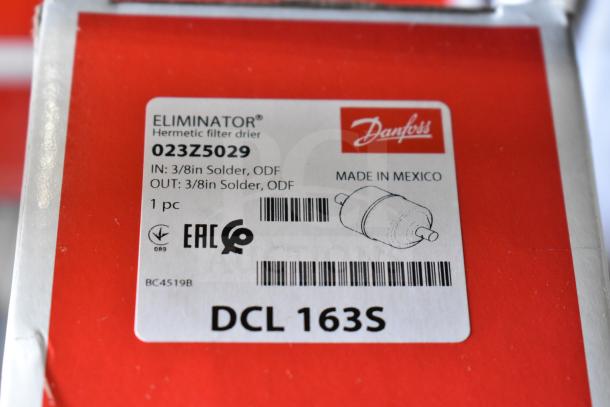 ELIMINATOR®
Hermetic filter drier
023Z5029
IN: 3/8in Solder, ODF
OUT: 3/8in Solder, ODF
1 pc
Danfoss
MADE IN MEXICO
089
EAC
BC4519B
DCL 163S